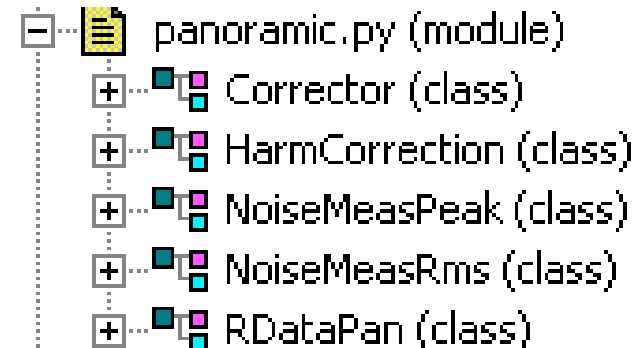 panoramic.py (module)
Corrector (class)
HarmCorrection (class)
NoiseMeasPeak (class)
NoiseMeasRms (class)
RDataPan (class)